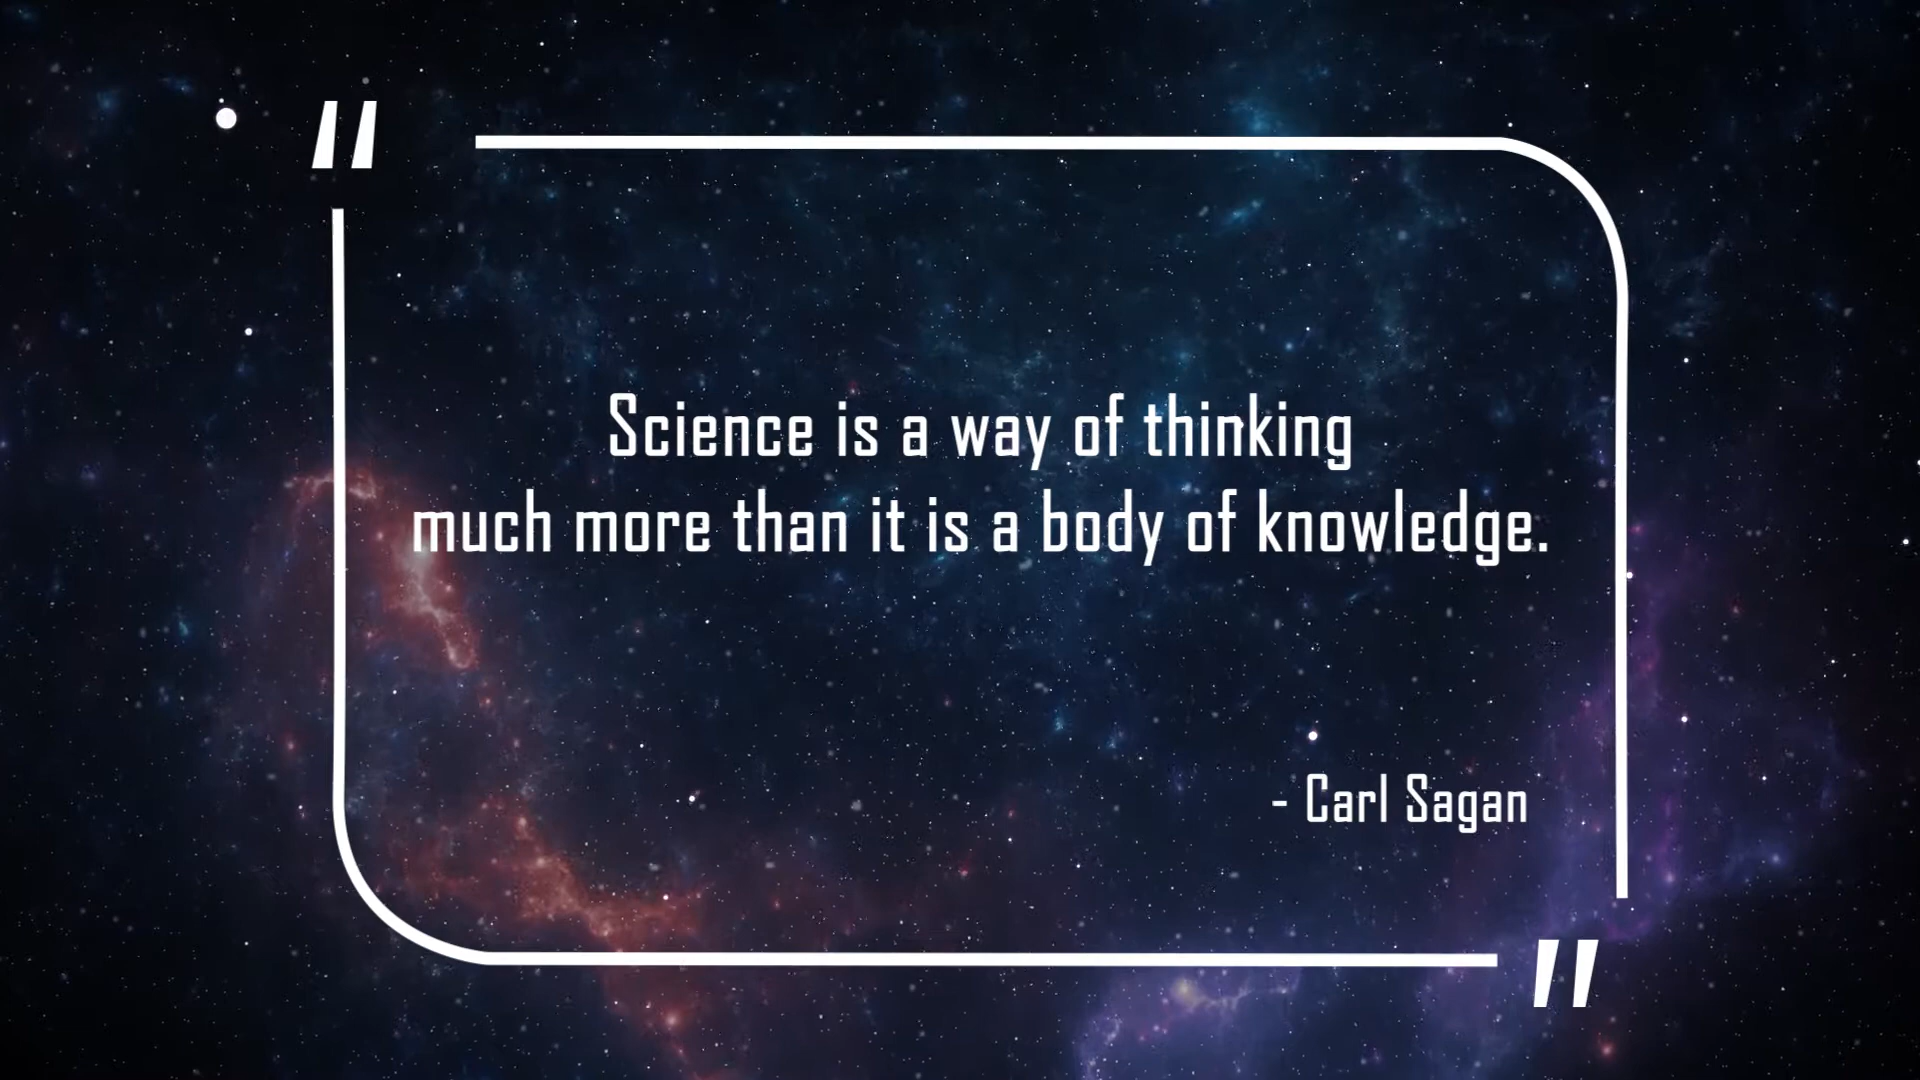 "
Science is a way of thinking
much more than it is a body of knowledge.
- Carl Sagan
"